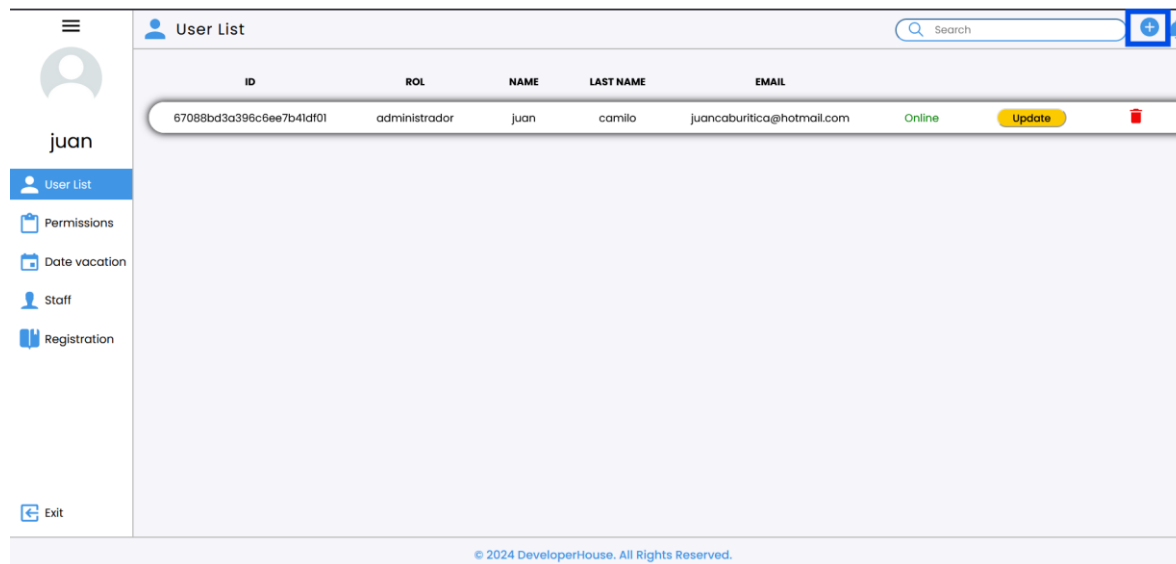 User List
Search
juan
ID ROL NAME LAST NAME EMAIL
67088bd3a396c6ee7b41df01 administrador juan camilo juancaburitica@hotmail.com Online Update
User List
Permissions
Date vacation
Staff
Registration
Exit
© 2024 DeveloperHouse. All Rights Reserved.